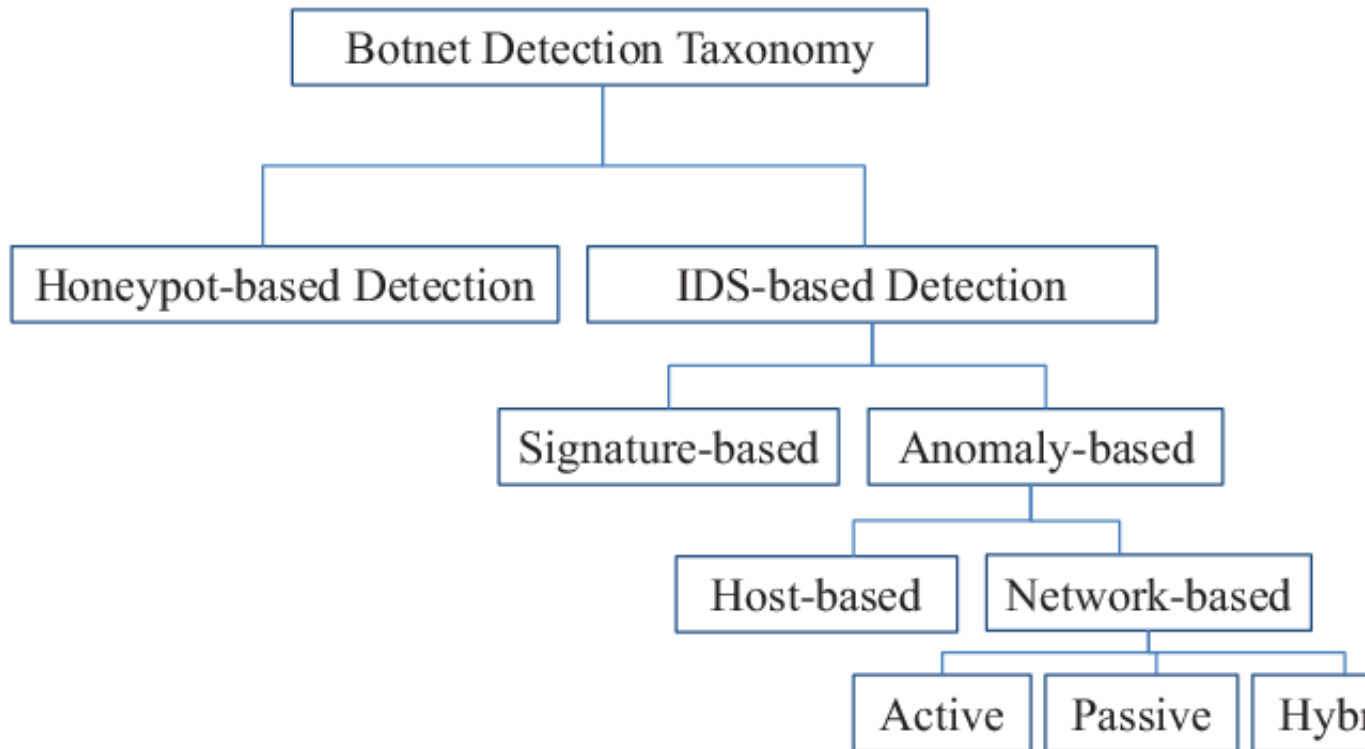 Botnet Detection Taxonomy
Honeypot-based Detection
IDS-based Detection
Signature-based
Anomaly-based
Host-based
Network-based
Active
Passive